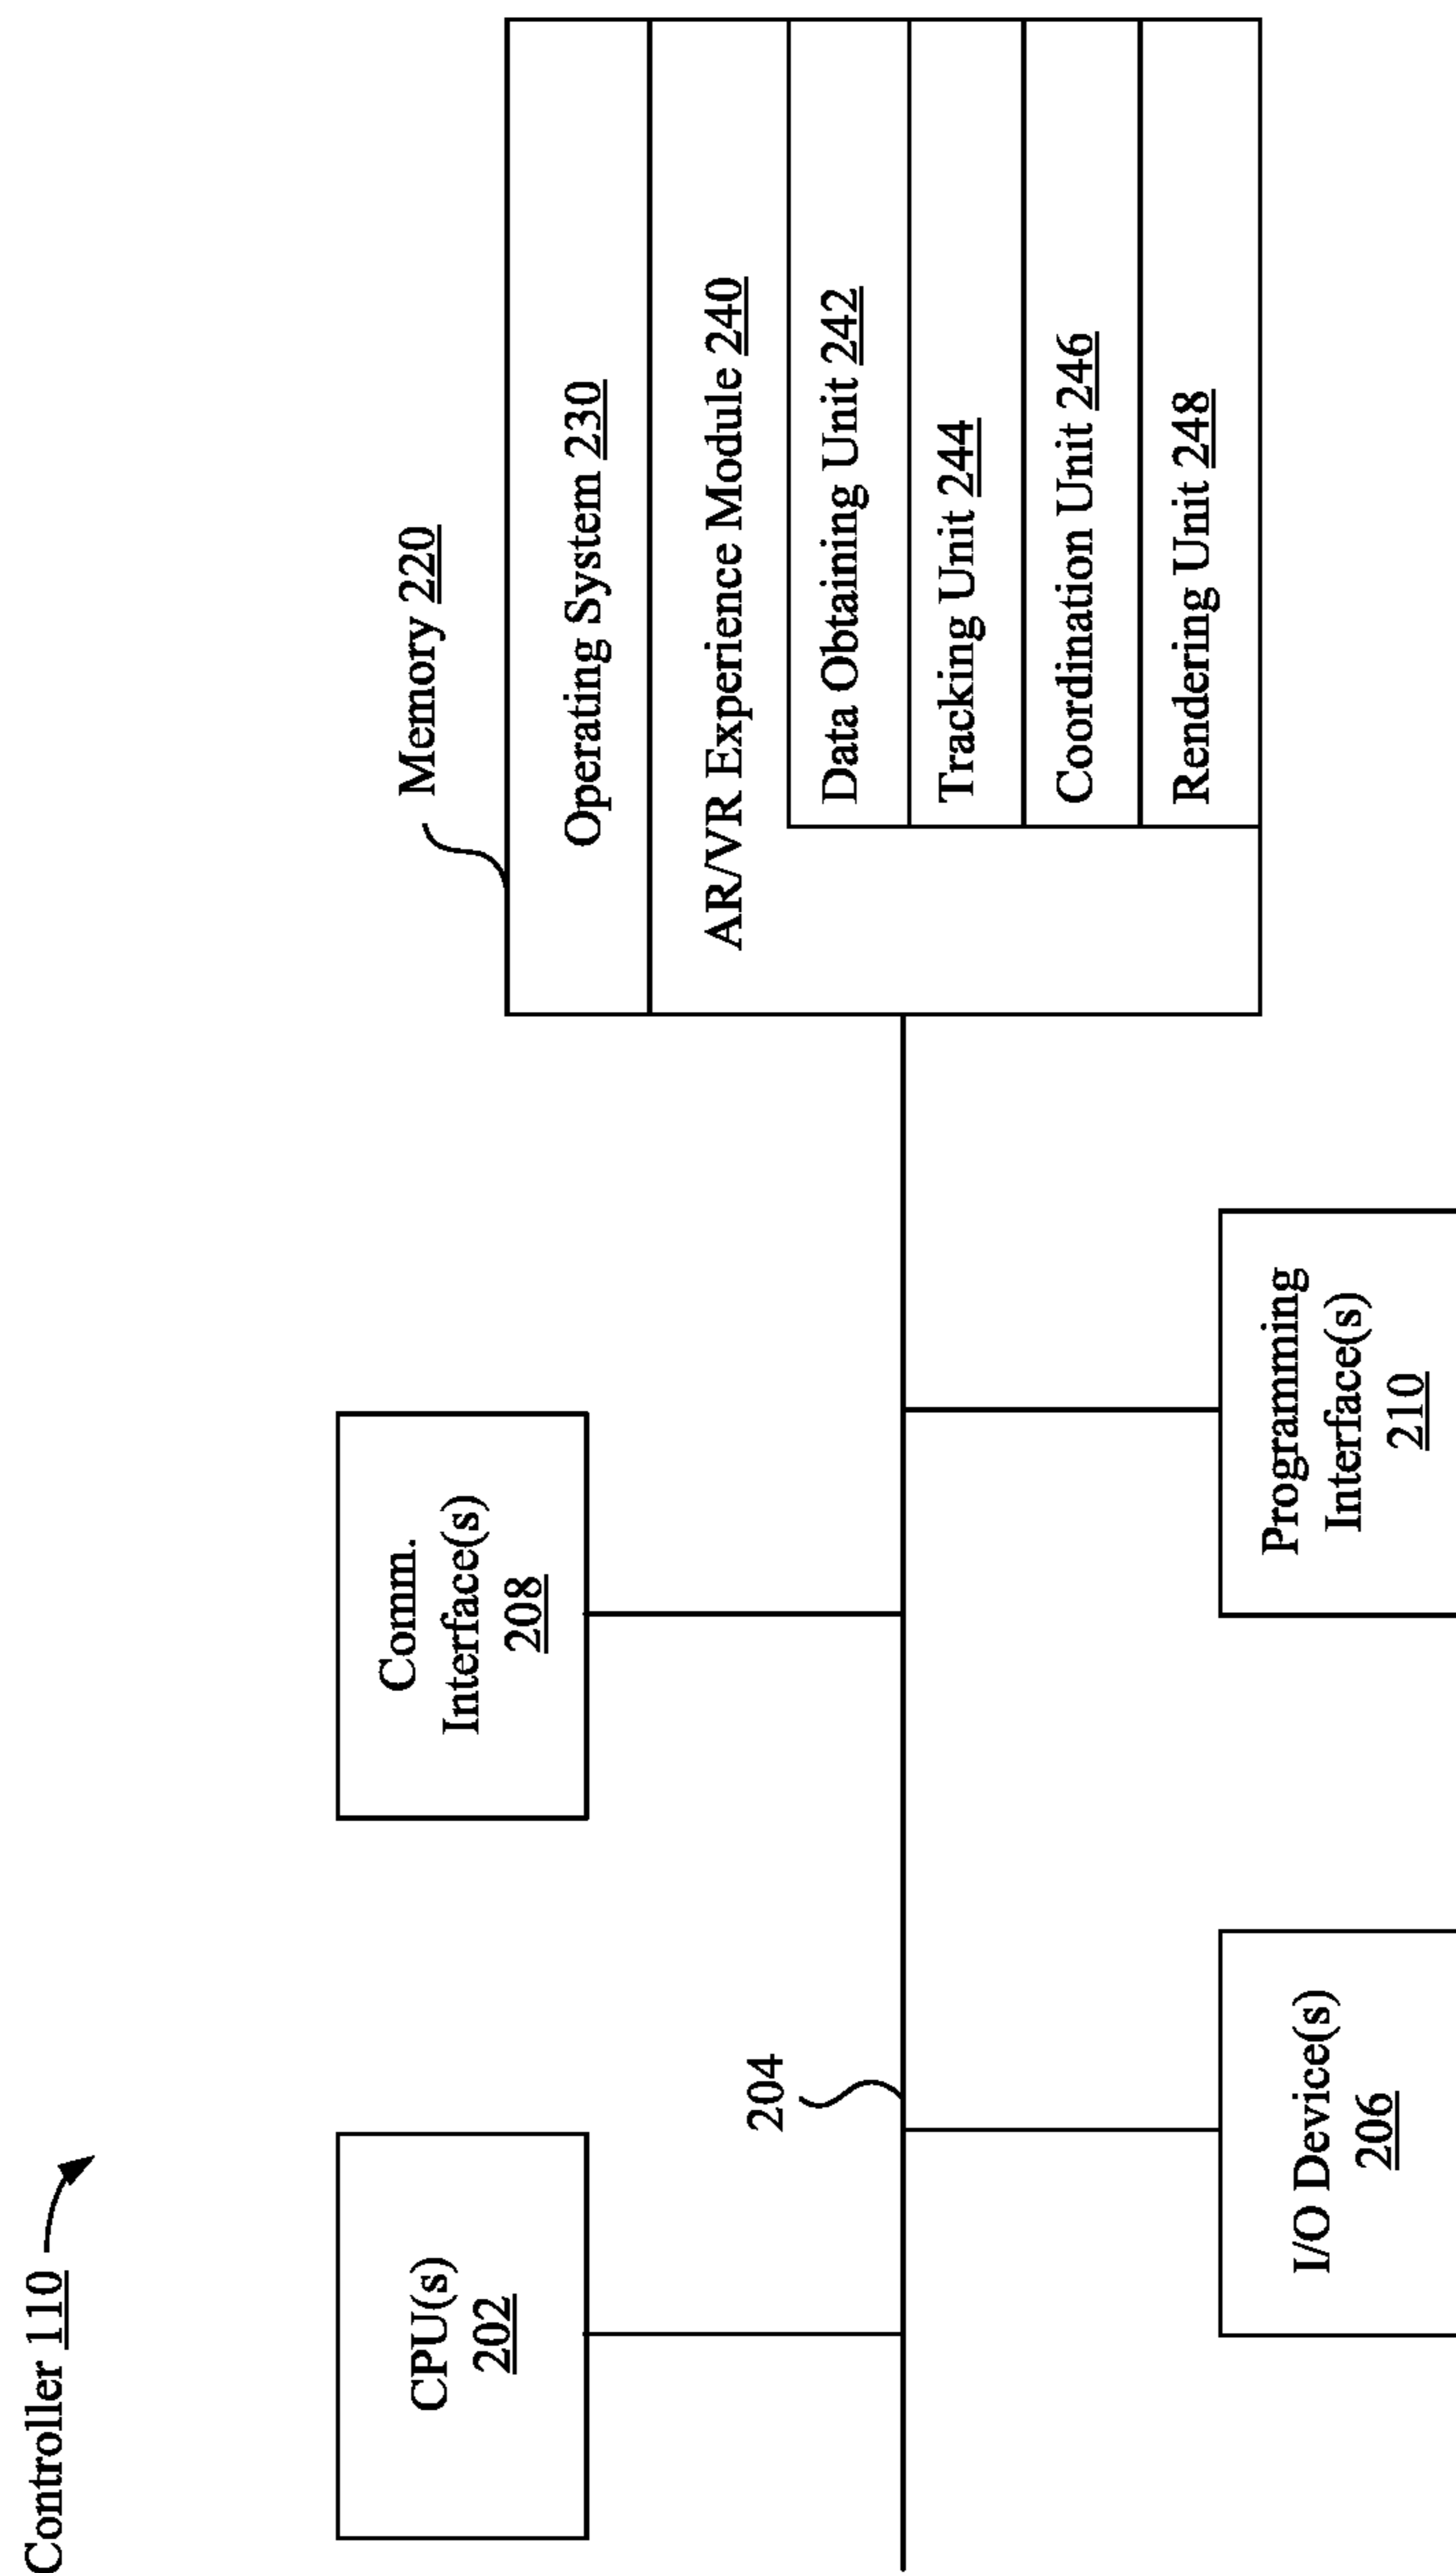 Controller 110
CPU(s)
202
Comm.
Interface(s)
208
Memory 220
Operating System 230
AR/VR Experience Module 240
Data Obtaining Unit 242
Tracking Unit 244
Coordination Unit 246
Rendering Unit 248
204
I/O Device(s)
206
Programming
Interface(s)
210